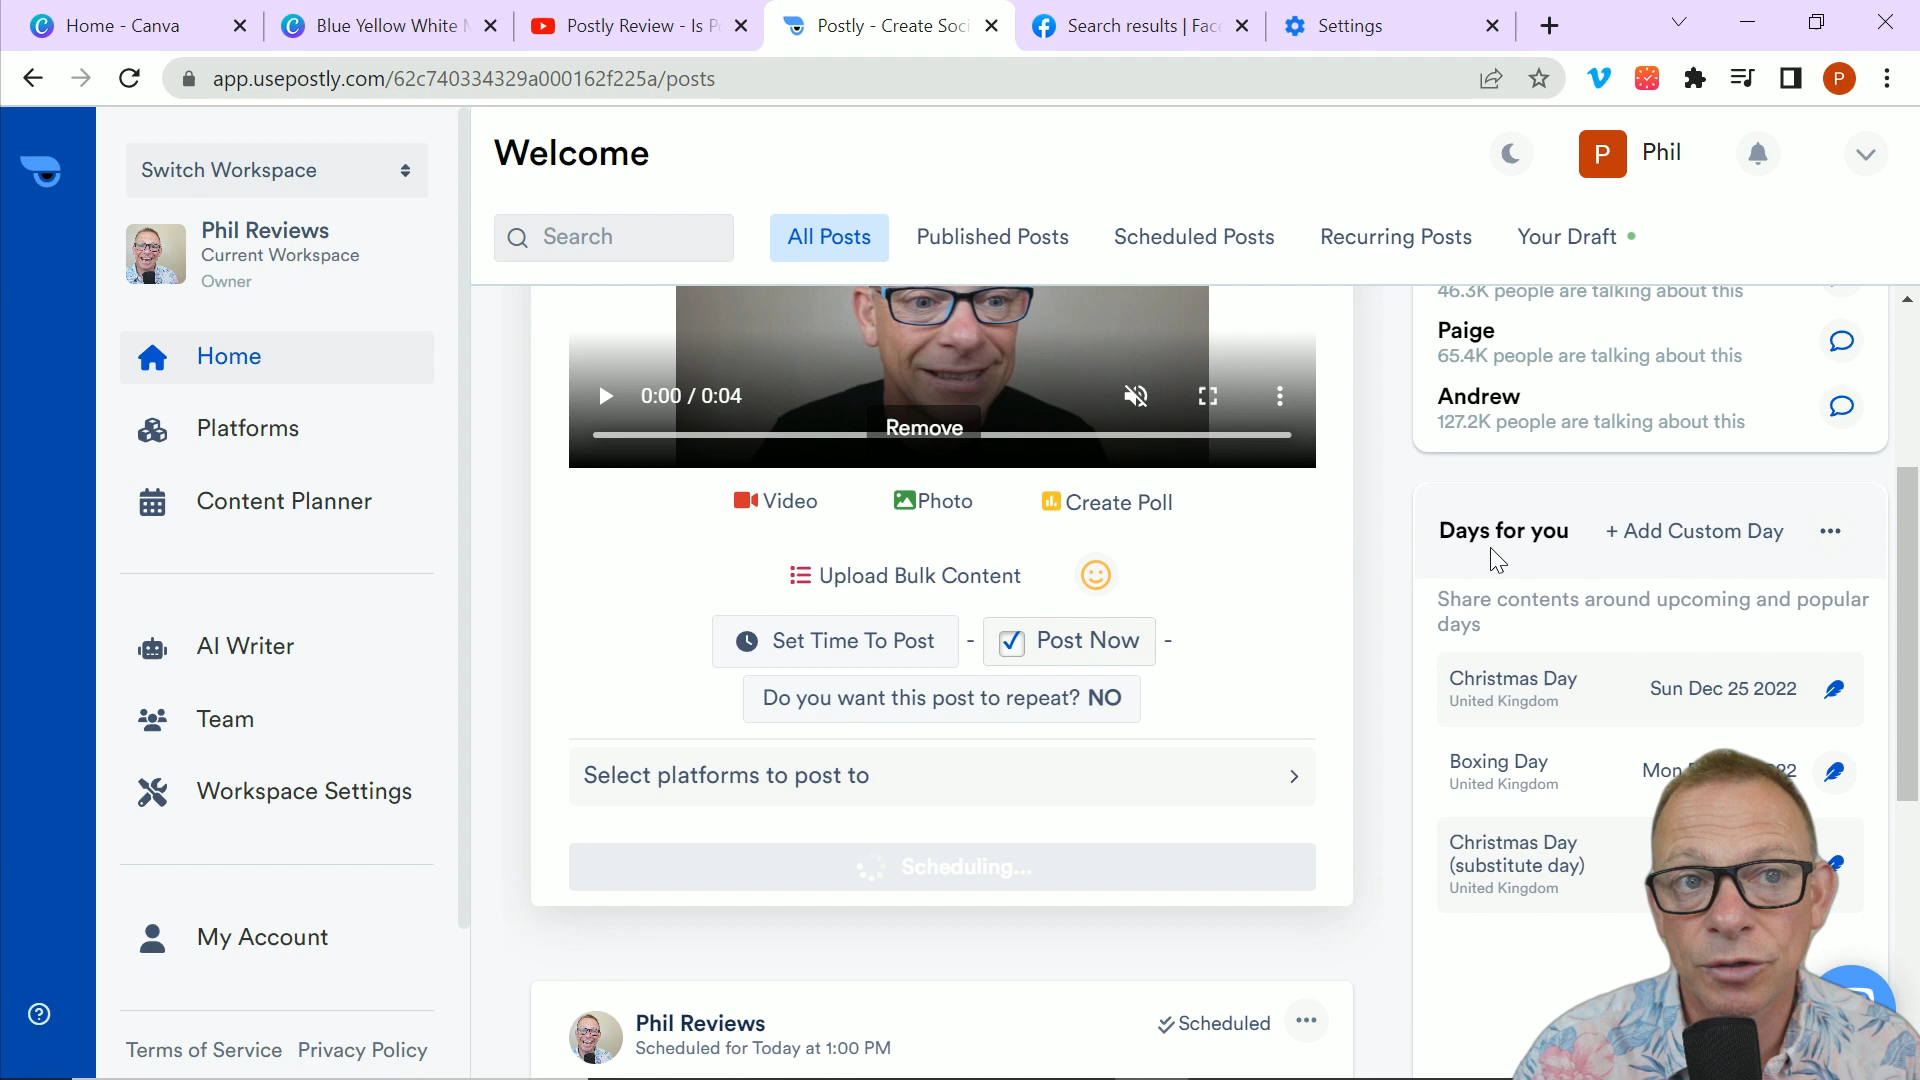 Home - Canva
Blue Yellow White
Postly Review - Is P
Postly - Create Soci
Search results | Face
Settings
app.usepostly.com/62c740334329a000162f225a/posts
P
Switch Workspace
Phil Reviews
Current Workspace
Owner
Home
Platforms
Content Planner
AI Writer
Team
Workspace Settings
My Account
Terms of Service Privacy Policy
Welcome
P Phil
Search
All Posts
Published Posts
Scheduled Posts
Recurring Posts
Your Draft
0:00 / 0:04
Remove
Video
Photo
Create Poll
Upload Bulk Content
Set Time To Post - Post Now -
Do you want this post to repeat? NO
Select platforms to post to
Scheduling...
Phil Reviews
Scheduled for Today at 1:00 PM
Scheduled
46.3K people are talking about this
Paige
65.4K people are talking about this
Andrew
127.2K people are talking about this
Days for you
+ Add Custom Day
Share contents around upcoming and popular
days
Christmas Day
United Kingdom
Sun Dec 25 2022
Boxing Day
United Kingdom
Mon
Christmas Day
(substitute day)
United Kingdom